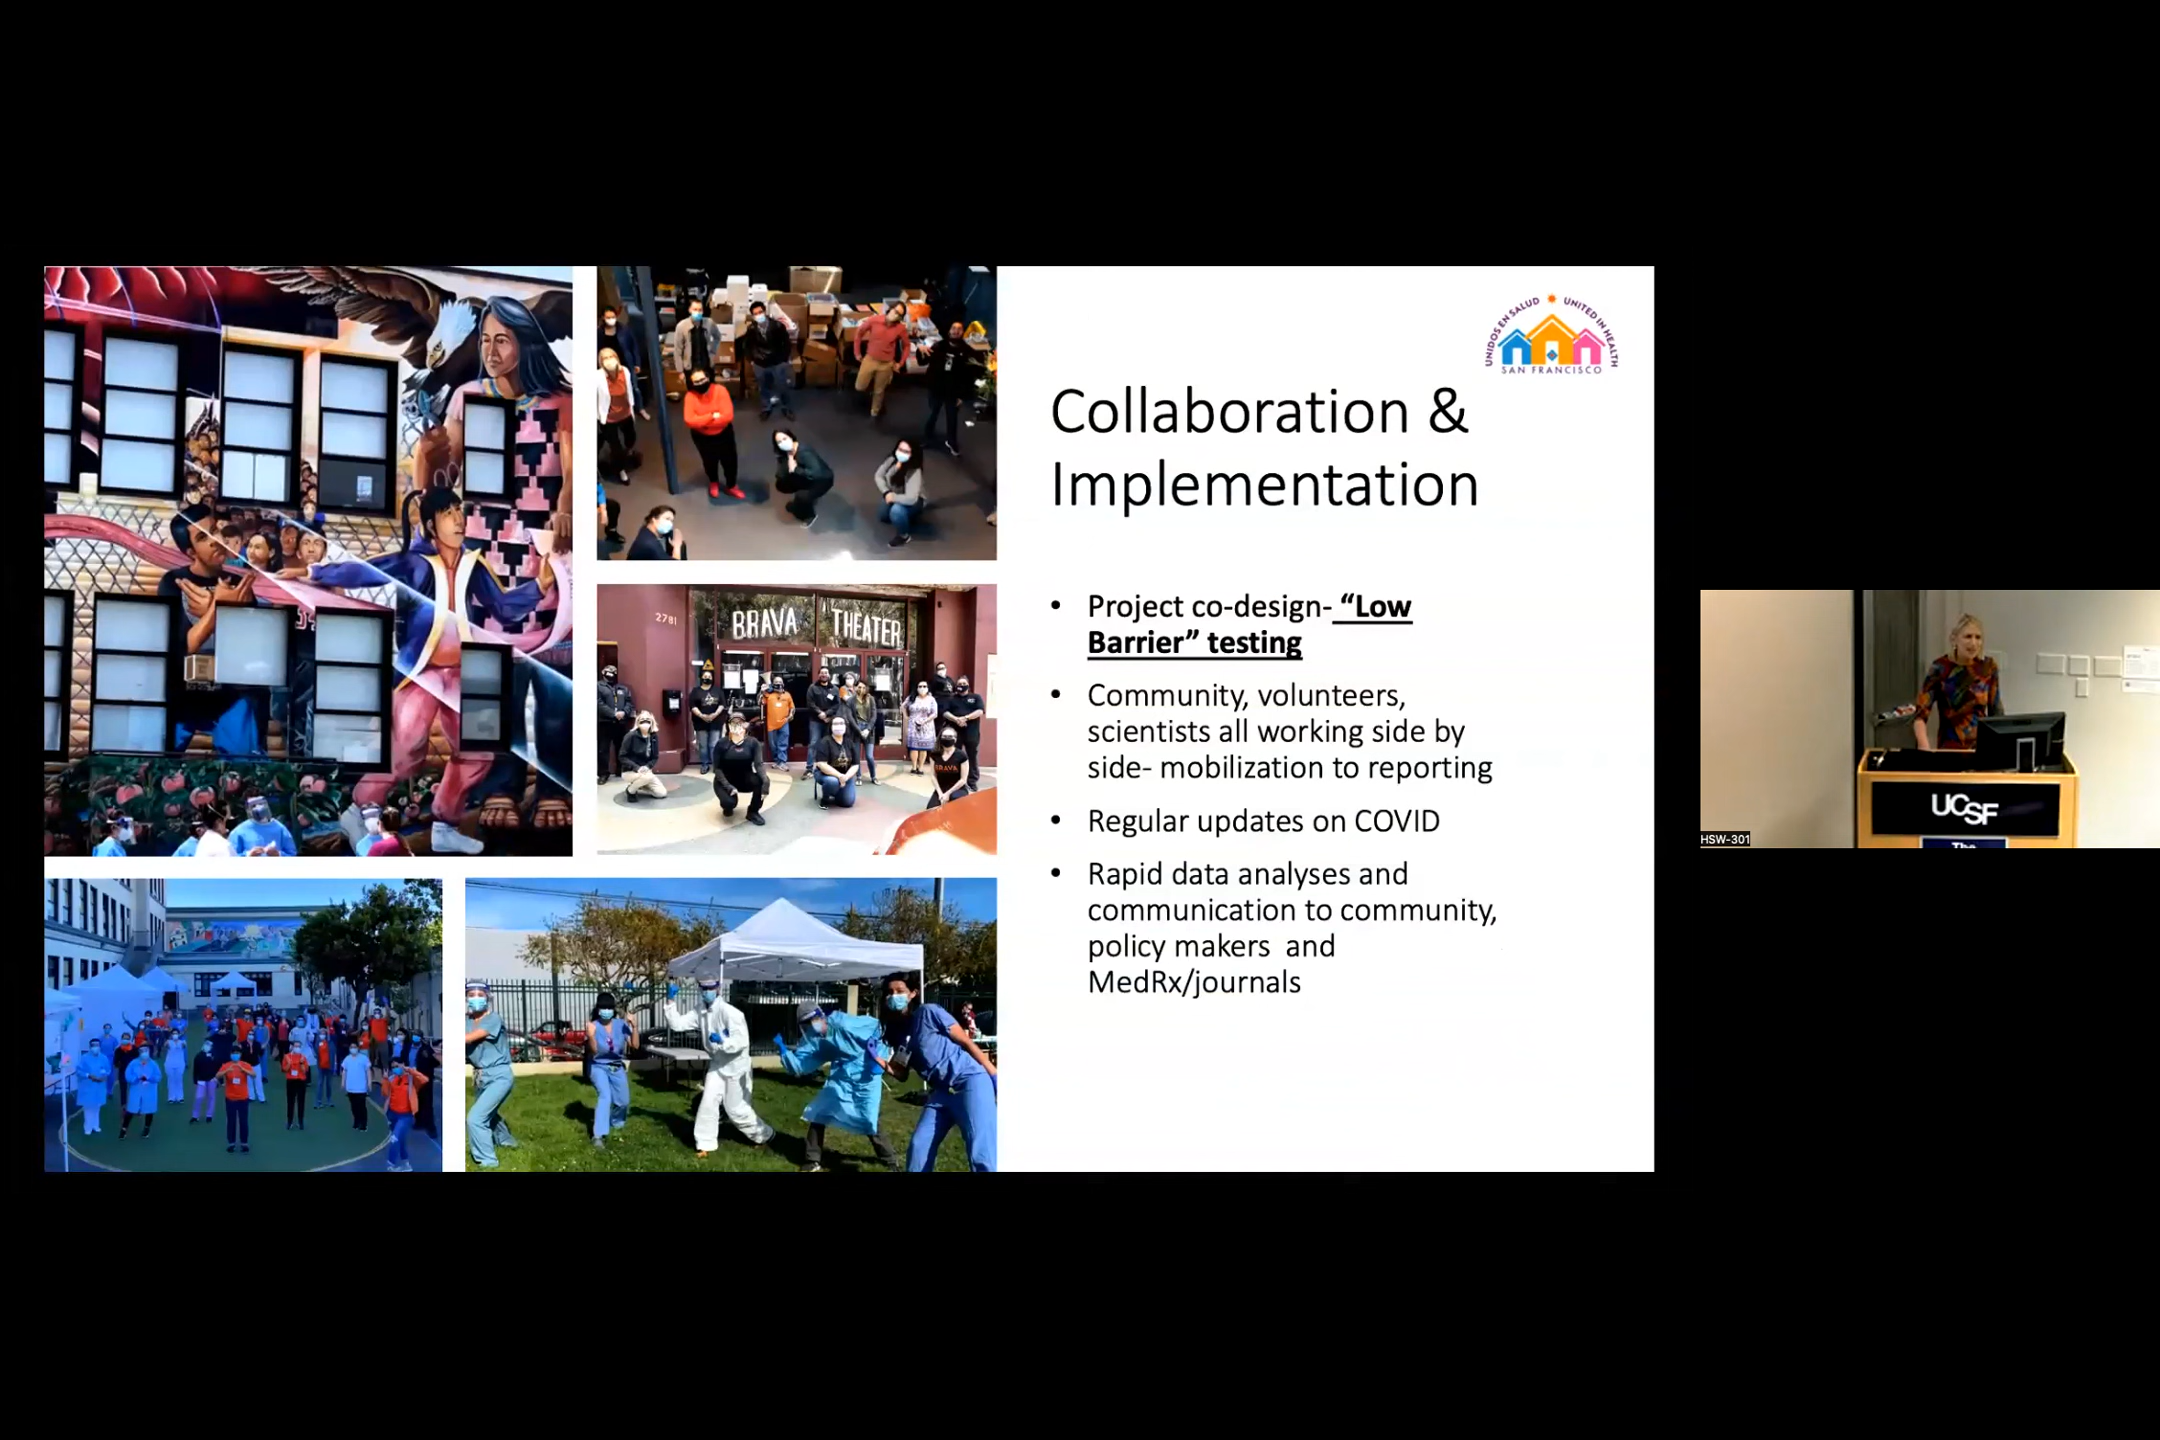 UNIDOS EN SALUD UNITED IN HEALTH
SAN FRANCISCO
Collaboration &
Implementation
• Project co-design- “Low
Barrier” testing
• Community, volunteers,
scientists all working side by
side- mobilization to reporting
• Regular updates on COVID
• Rapid data analyses and
communication to community,
policy makers and
MedRx/journals
2781
BRAVA THEATER
BRAVA
UCSF
The
HSW-301